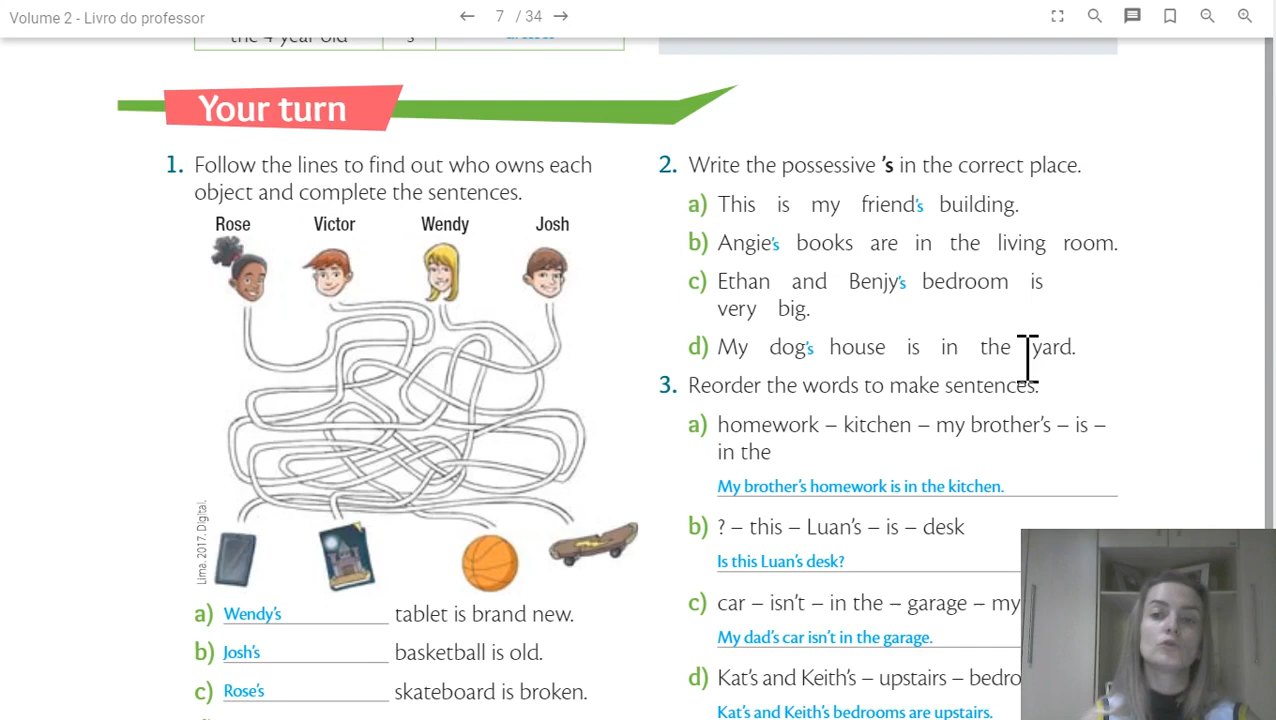 Volume 2 - Livro do professor
7 / 34
the 4-year-old
's
Your turn
1. Follow the lines to find out who owns each
object and complete the sentences.
Rose Victor Wendy Josh
Lima. 2017. Digital.
a) Wendy's tablet is brand new.
b) Josh's basketball is old.
c) Rose's skateboard is broken.
2. Write the possessive 's in the correct place.
a) This is my friend's building.
b) Angie's books are in the living room.
c) Ethan and Benjy's bedroom is
very big.
d) My dog's house is in the yard.
3. Reorder the words to make sentences.
a) homework – kitchen – my brother's – is –
in the
My brother's homework is in the kitchen.
b) ? – this – Luan's – is – desk
Is this Luan's desk?
c) car – isn't – in the – garage – my
My dad's car isn't in the garage.
d) Kat's and Keith's – upstairs – bedro
Kat's and Keith's bedrooms are upstairs.